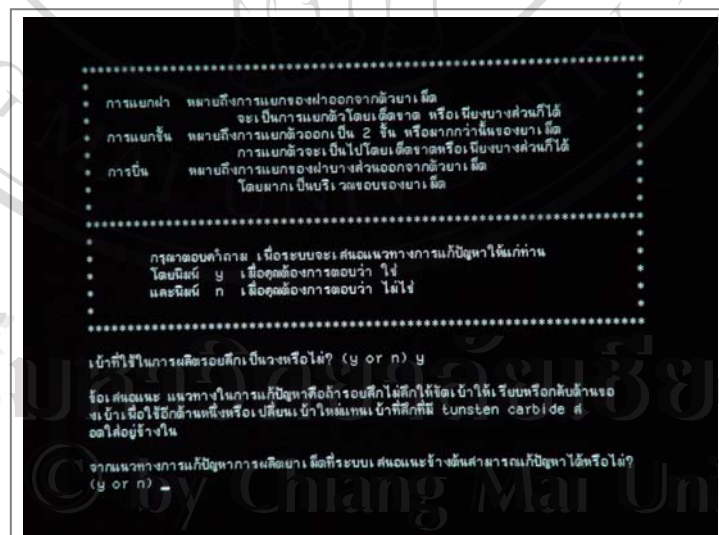 ************************************************************
* การแยกฝา หมายถึงการแยกของฝาออกจากตัวยาเม็ด
* จะเป็นการแยกตัวโดยเด็ดขาด หรือเพียงบางส่วนก็ได้ *
* การแยกชั้น หมายถึงการแยกตัวออกเป็น 2 ชั้น หรือมากกว่านั้นของยาเม็ด *
* การแยกตัวจะเป็นไปโดยเด็ดขาดหรือเพียงบางส่วนก็ได้ *
* การบิ่น หมายถึงการแยกของฝาบางส่วนออกจากตัวยาเม็ด *
* โดยมากเป็นบริเวณขอบของยาเม็ด *
************************************************************
* กรุณาตอบคำถาม เพื่อระบบจะเสนอแนวทางการแก้ปัญหาให้แก่ท่าน *
* โดยพิมพ์ y เมื่อคุณต้องการตอบว่า ใช่ *
* และพิมพ์ n เมื่อคุณต้องการตอบว่า ไม่ใช่ *
************************************************************
เบ้าที่ใช้ในการผลิตรอยลึกเป็นวงหรือไม่? (y or n) y
ข้อเสนอแนะ แนวทางในการแก้ปัญหาคือถ้ารอยลึกไม่ลึกให้ขัดเบ้าให้เรียบหรือกลับด้านขอ
งเบ้าเพื่อใช้อีกด้านหนึ่งหรือเปลี่ยนเบ้าใหม่แทนเบ้าที่ลึกที่มี tunsten carbide ส
อดใส่อยู่ข้างใน
จากแนวทางการแก้ปัญหาการผลิตยาเม็ดที่ระบบเสนอแนะข้างต้นสามารถแก้ปัญหาได้หรือไม่?
(y or n) _
© by Chiang Mai Uni